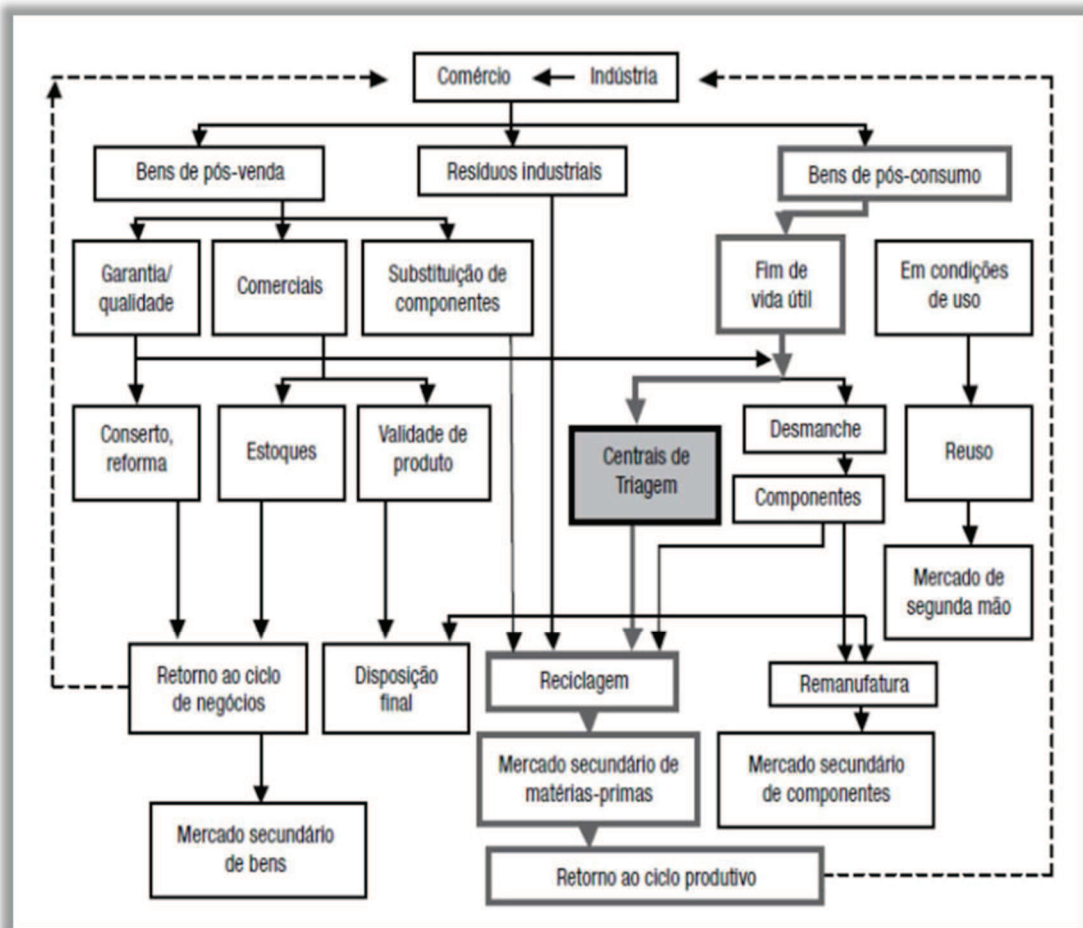 Comércio
Indústria
Bens de pós-venda
Resíduos industriais
Bens de pós-consumo
Garantia/
qualidade
Comerciais
Substituição de
componentes
Fim de
vida útil
Em condições
de uso
Conserto,
reforma
Estoques
Validade de
produto
Centrais de
Triagem
Desmanche
Componentes
Reuso
Mercado de
segunda mão
Retorno ao ciclo
de negócios
Disposição
final
Reciclagem
Remanufatura
Mercado secundário de
matérias-primas
Mercado secundário
de componentes
Mercado secundário
de bens
Retorno ao ciclo produtivo